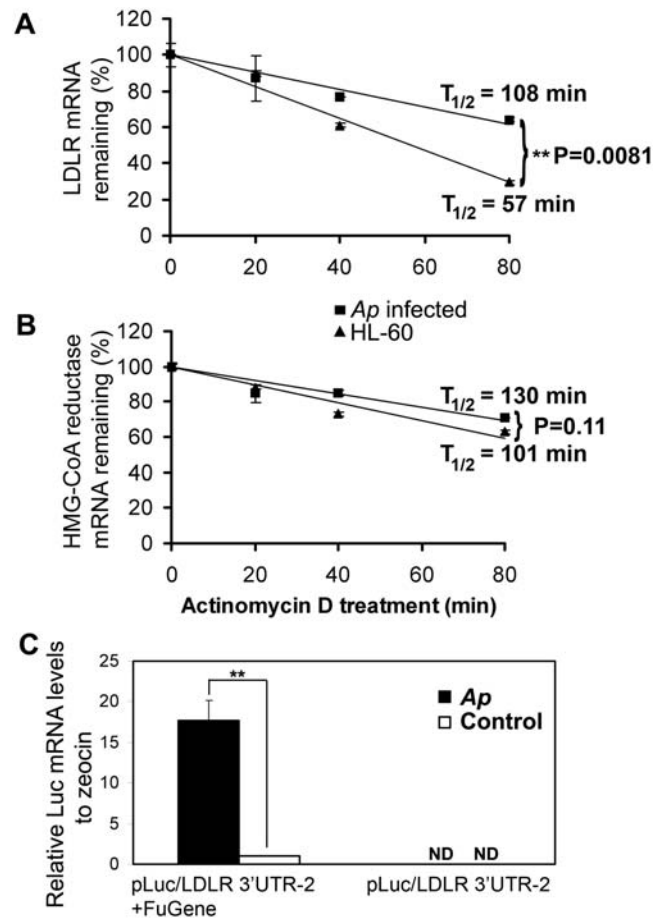 A
LDLR mRNA
remaining (%)
120
100
80
60
40
20
0
T1/2 = 108 min
** P=0.0081
T1/2 = 57 min
0 20 40 60 80
Ap infected
HL-60
B
HMG-CoA reductase
mRNA remaining (%)
120
100
80
60
40
20
0
T1/2 = 130 min
P=0.11
T1/2 = 101 min
0 20 40 60 80
Actinomycin D treatment (min)
C
Relative Luc mRNA levels
to zeocin
25
20
15
10
5
0
**
Ap
Control
ND ND
pLuc/LDLR 3'UTR-2 pLuc/LDLR 3'UTR-2
+FuGene